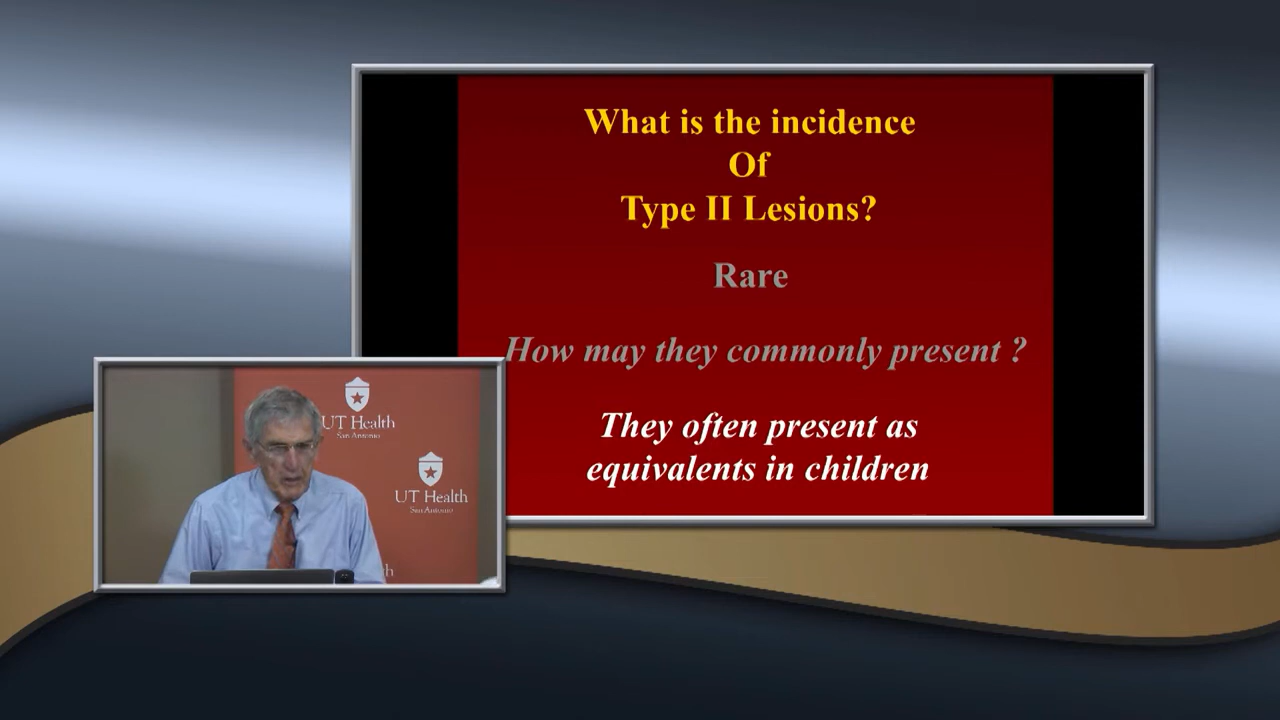 What is the incidence
Of
Type II Lesions?
Rare
How may they commonly present ?
They often present as
equivalents in children
UT Health
San Antonio
UT Health
San Antonio